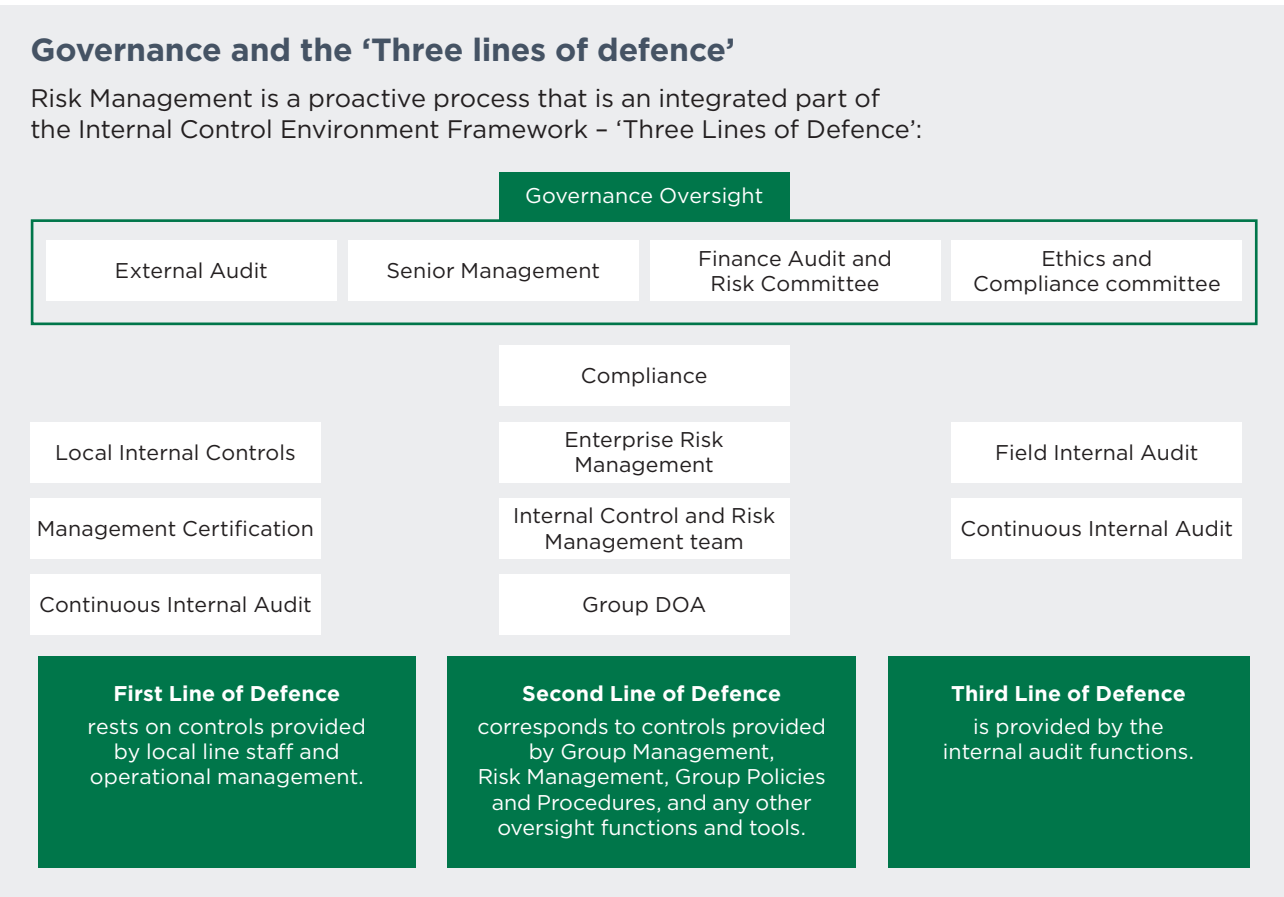 Governance and the ‘Three lines of defence’
Risk Management is a proactive process that is an integrated part of
the Internal Control Environment Framework – ‘Three Lines of Defence’:
Governance Oversight
External Audit
Senior Management
Finance Audit and
Risk Committee
Ethics and
Compliance committee
Local Internal Controls
Management Certification
Continuous Internal Audit
Compliance
Enterprise Risk
Management
Internal Control and Risk
Management team
Group DOA
Field Internal Audit
Continuous Internal Audit
First Line of Defence
rests on controls provided
by local line staff and
operational management.
Second Line of Defence
corresponds to controls provided
by Group Management,
Risk Management, Group Policies
and Procedures, and any other
oversight functions and tools.
Third Line of Defence
is provided by the
internal audit functions.